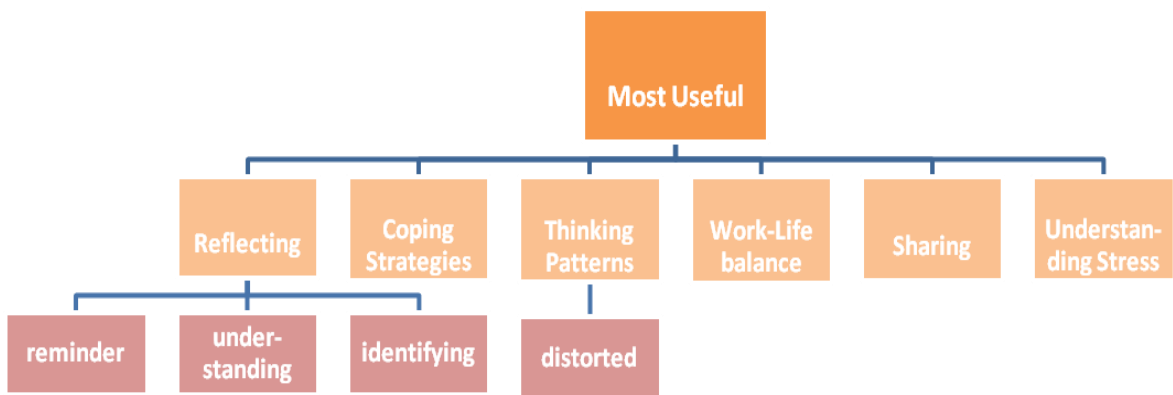 Most Useful
Reflecting
Coping
Strategies
Thinking
Patterns
Work-Life
balance
Sharing
Understan-
ding Stress
reminder
under-
standing
identifying
distorted